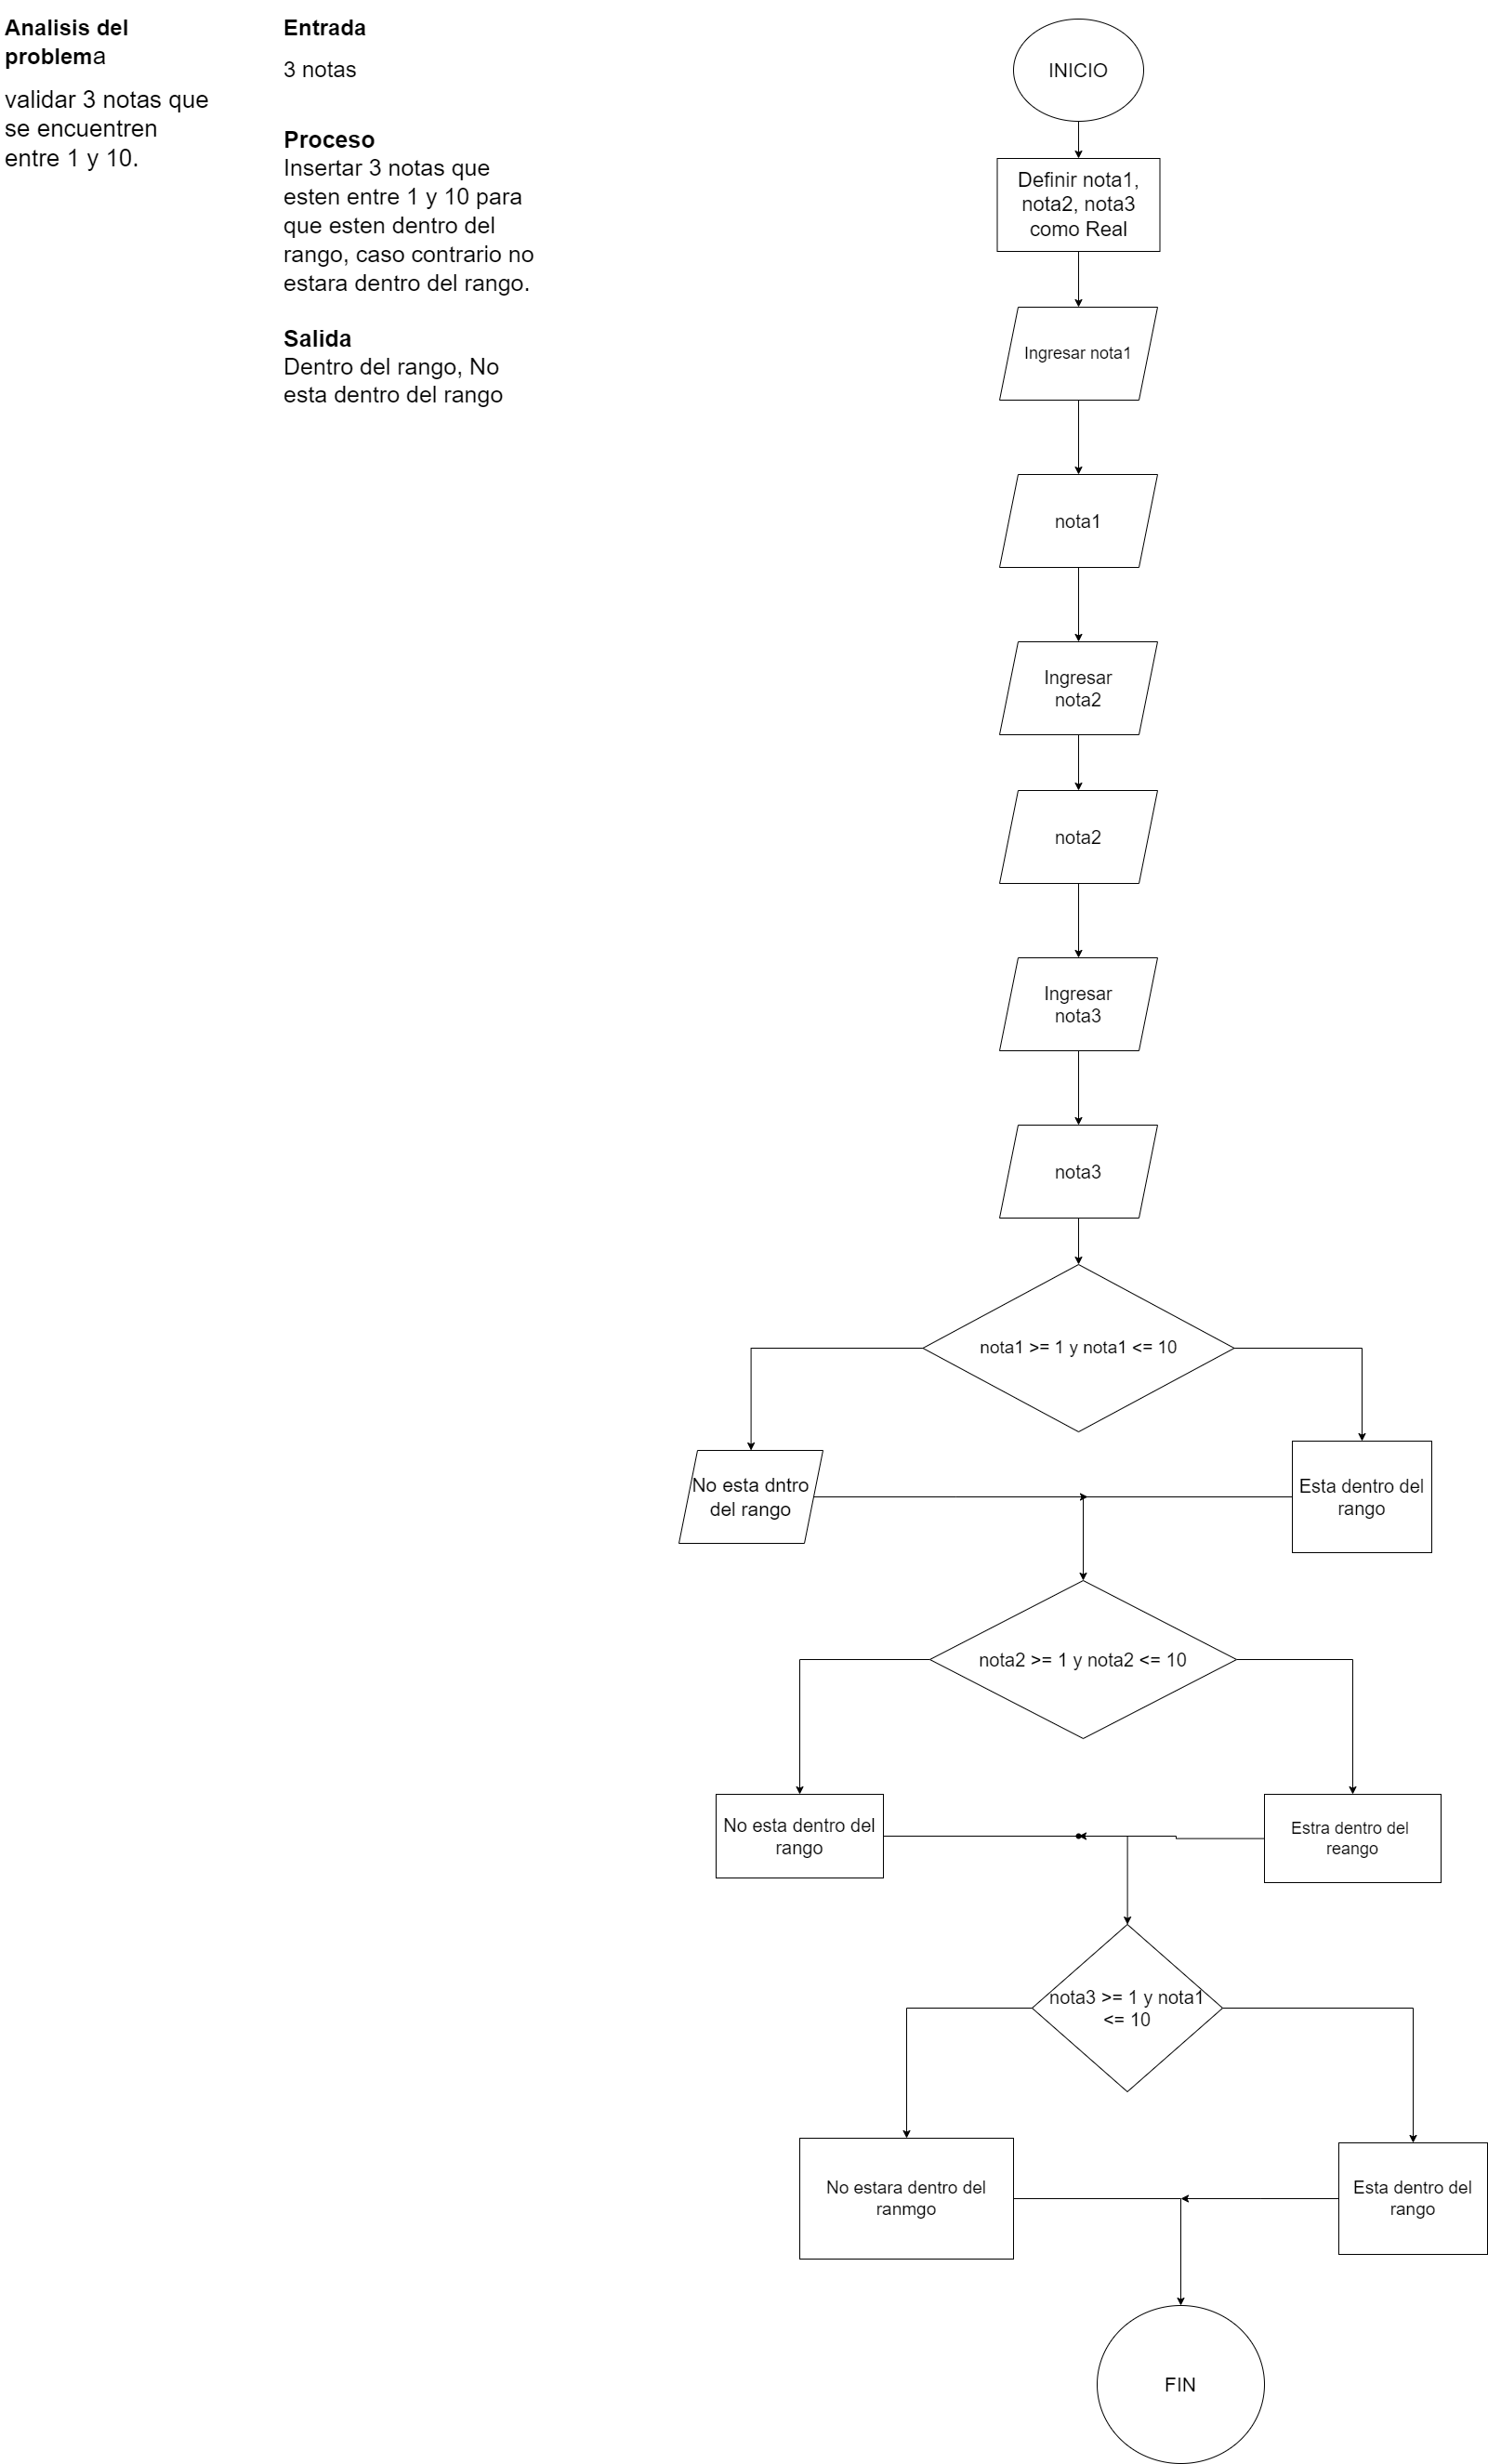 Analisis del
problema
validar 3 notas que
se encuentren
entre 1 y 10.
Entrada
3 notas
Proceso
Insertar 3 notas que
esten entre 1 y 10 para
que esten dentro del
rango, caso contrario no
estara dentro del rango.
Salida
Dentro del rango, No
esta dentro del rango
INICIO
Definir nota1,
nota2, nota3
como Real
Ingresar nota1
nota1
Ingresar
nota2
nota2
Ingresar
nota3
nota3
nota1 >= 1 y nota1 <= 10
No esta dntro
del rango
Esta dentro del
rango
nota2 >= 1 y nota2 <= 10
No esta dentro del
rango
Estra dentro del
reango
nota3 >= 1 y nota1
<= 10
No estara dentro del
ranmgo
Esta dentro del
rango
FIN